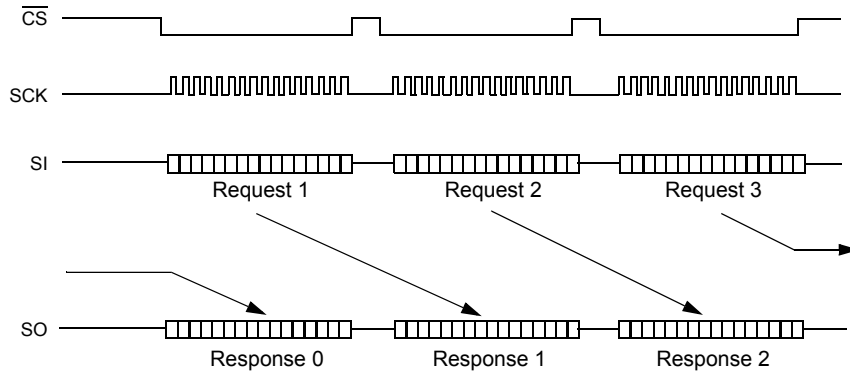 CS
SCK
SI
Request 1
Request 2
Request 3
SO
Response 0
Response 1
Response 2